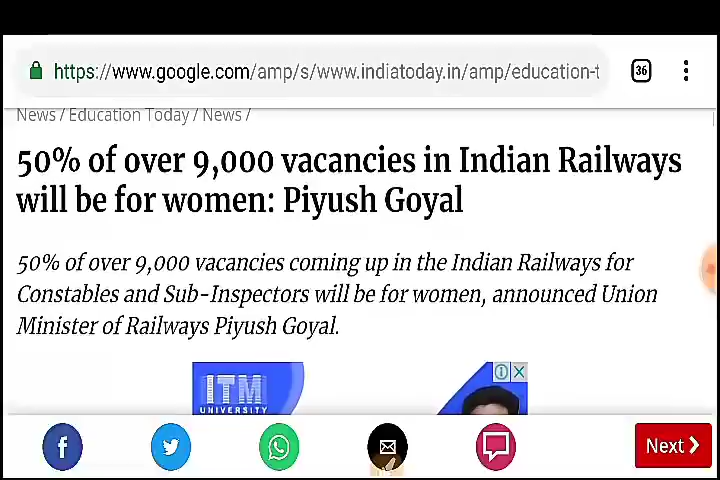 https://www.google.com/amp/s/www.indiatoday.in/amp/education-t
36
News / Education Today / News /
50% of over 9,000 vacancies in Indian Railways
will be for women: Piyush Goyal
50% of over 9,000 vacancies coming up in the Indian Railways for
Constables and Sub-Inspectors will be for women, announced Union
Minister of Railways Piyush Goyal.
ITM
UNIVERSITY
Next